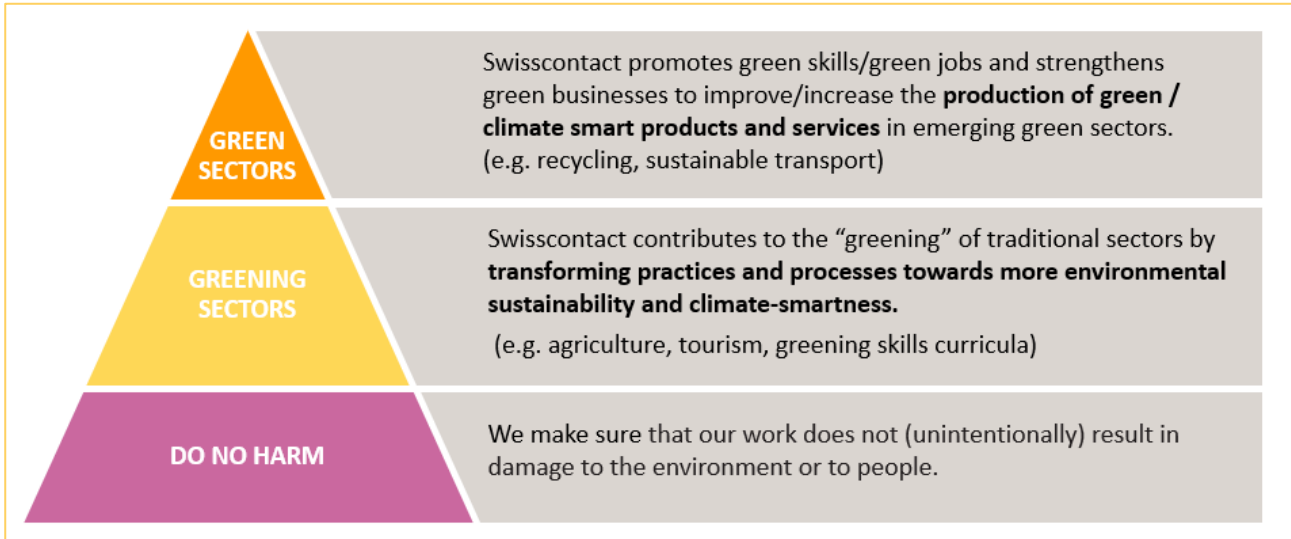 GREEN
SECTORS
Swisscontact promotes green skills/green jobs and strengthens
green businesses to improve/increase the production of green /
climate smart products and services in emerging green sectors.
(e.g. recycling, sustainable transport)
GREENING
SECTORS
Swisscontact contributes to the “greening” of traditional sectors by
transforming practices and processes towards more environmental
sustainability and climate-smartness.
(e.g. agriculture, tourism, greening skills curricula)
DO NO HARM
We make sure that our work does not (unintentionally) result in
damage to the environment or to people.